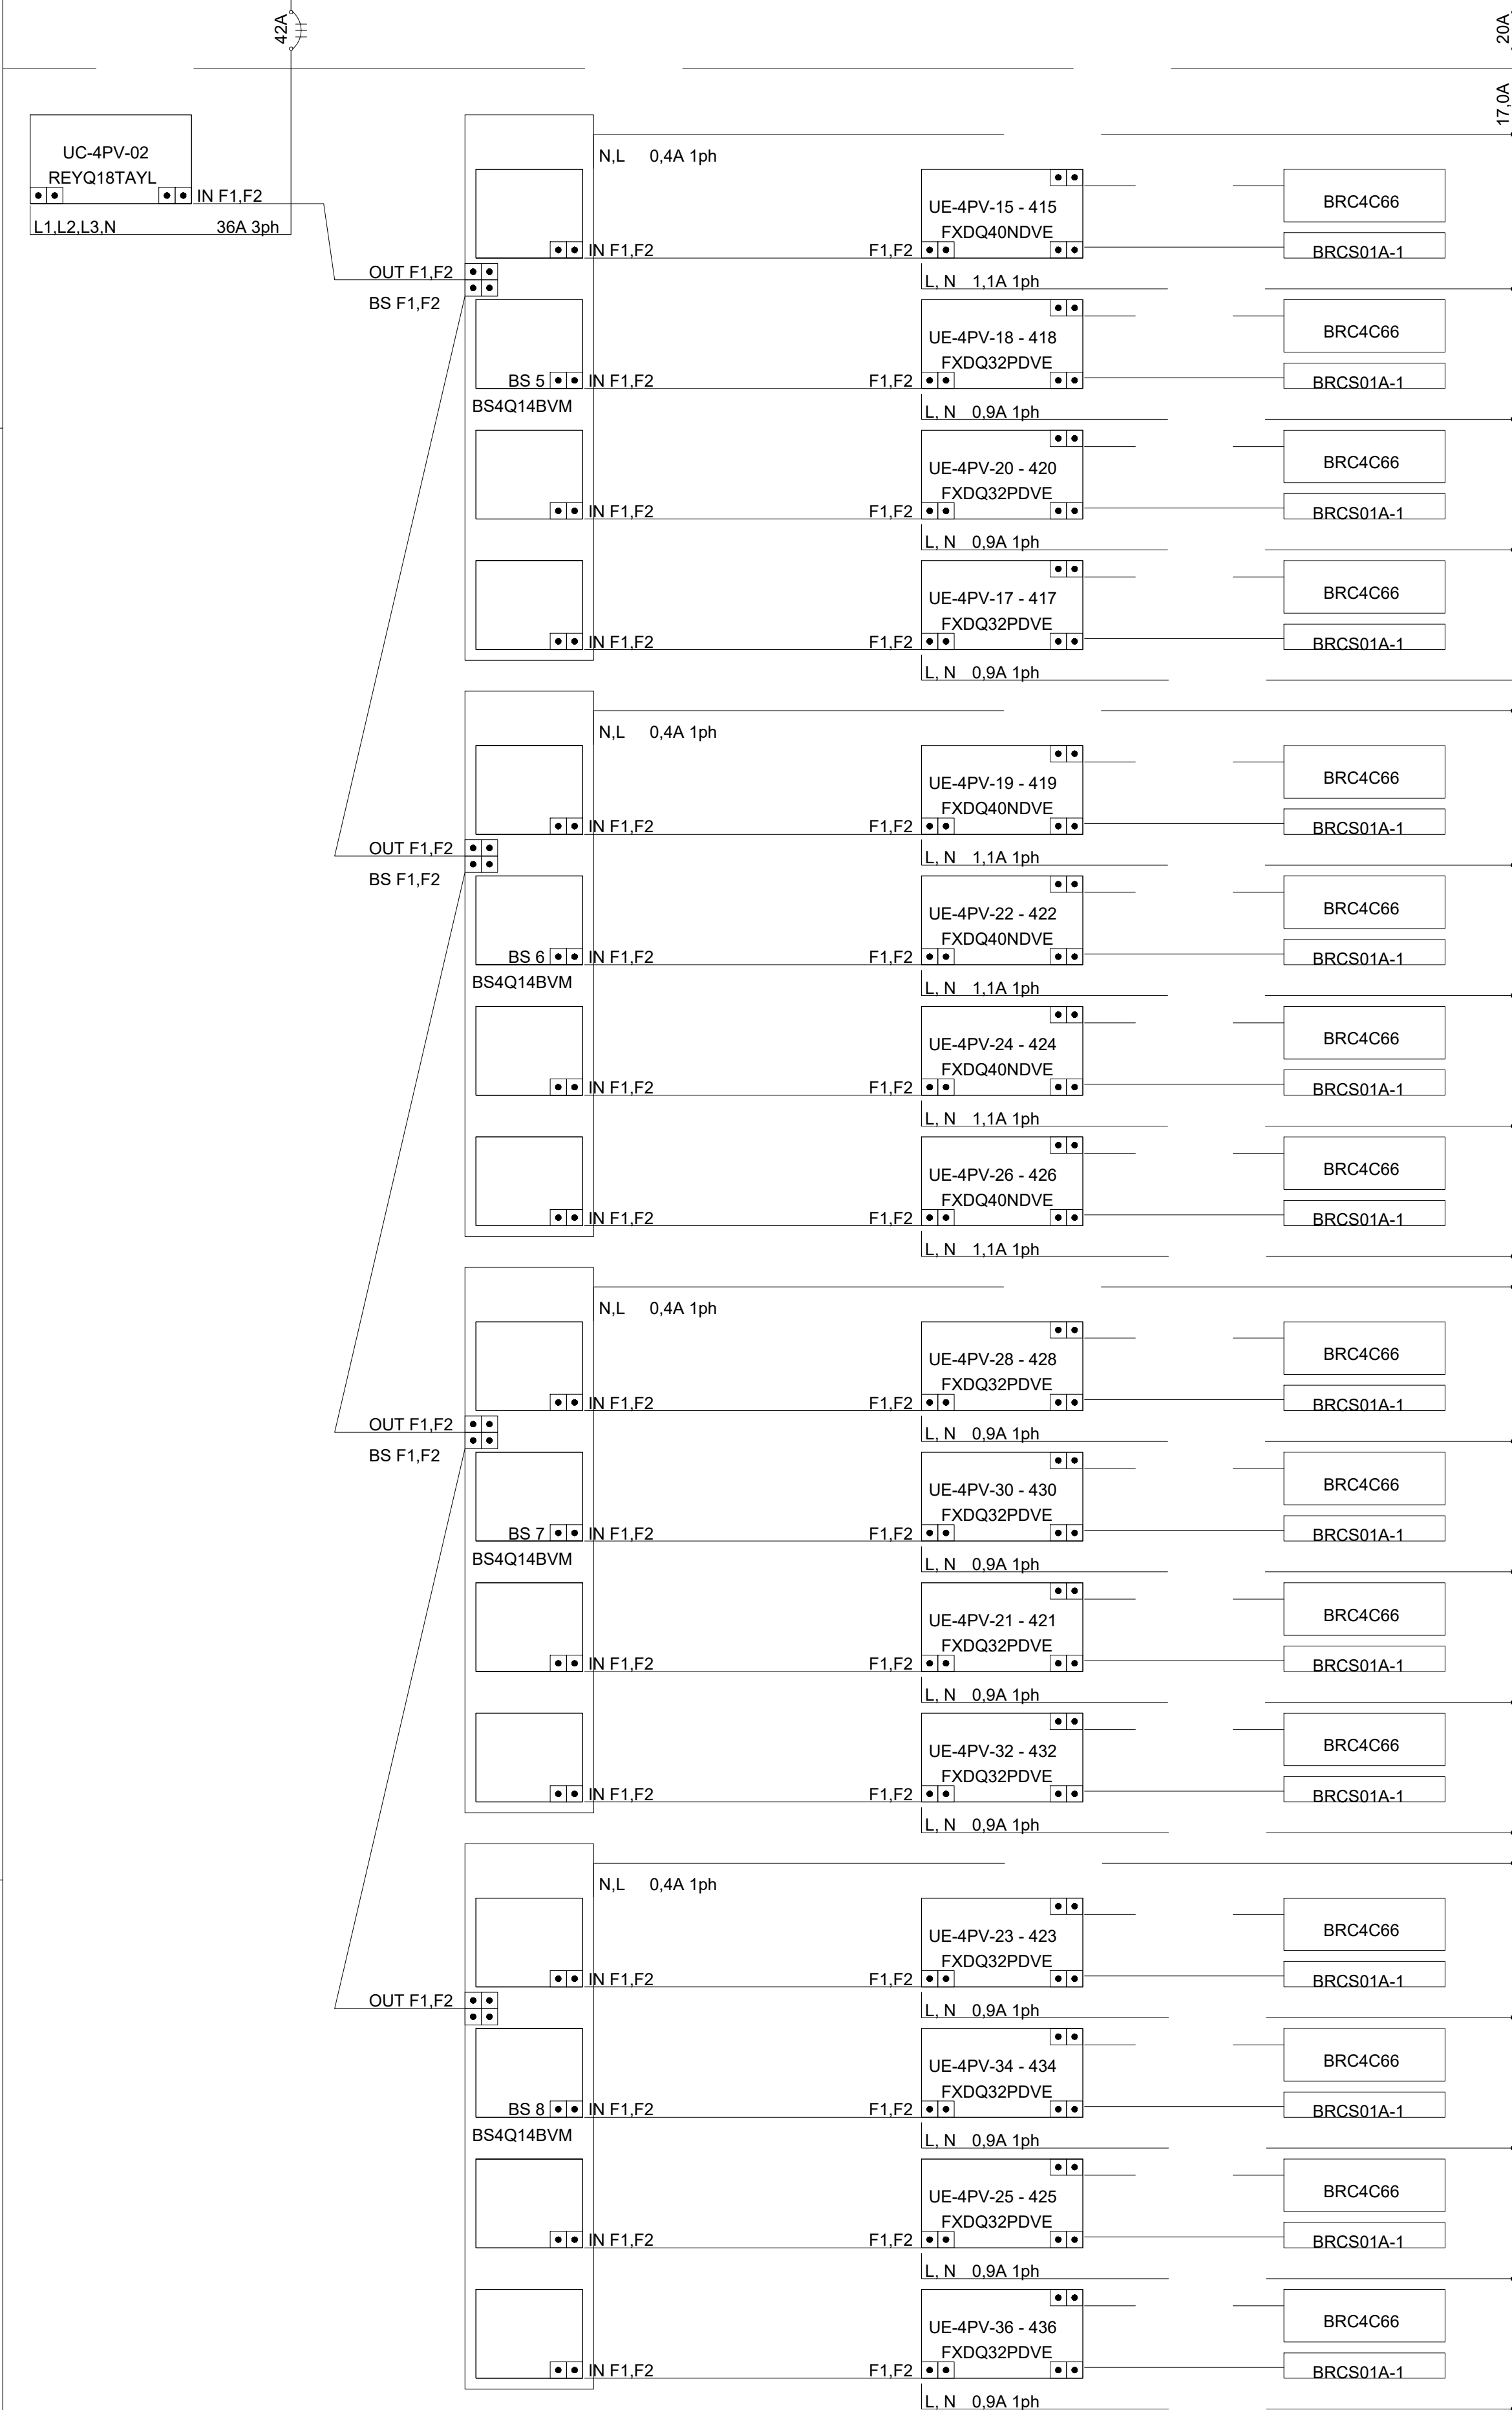 42A
20A
17,0A
UC-4PV-02
REYQ18TAYL
IN F1,F2
L1,L2,L3,N 36A 3ph
N,L 0,4A 1ph
UE-4PV-15 - 415
FXDQ40NDVE
BRC4C66
IN F1,F2
F1,F2
BRCS01A-1
OUT F1,F2
L, N 1,1A 1ph
BS F1,F2
UE-4PV-18 - 418
FXDQ32PDVE
BRC4C66
BS 5
IN F1,F2
F1,F2
BRCS01A-1
BS4Q14BVM
L, N 0,9A 1ph
UE-4PV-20 - 420
FXDQ32PDVE
BRC4C66
IN F1,F2
F1,F2
BRCS01A-1
L, N 0,9A 1ph
UE-4PV-17 - 417
FXDQ32PDVE
BRC4C66
IN F1,F2
F1,F2
BRCS01A-1
L, N 0,9A 1ph
N,L 0,4A 1ph
UE-4PV-19 - 419
FXDQ40NDVE
BRC4C66
IN F1,F2
F1,F2
BRCS01A-1
OUT F1,F2
L, N 1,1A 1ph
BS F1,F2
UE-4PV-22 - 422
FXDQ40NDVE
BRC4C66
BS 6
IN F1,F2
F1,F2
BRCS01A-1
BS4Q14BVM
L, N 1,1A 1ph
UE-4PV-24 - 424
FXDQ40NDVE
BRC4C66
IN F1,F2
F1,F2
BRCS01A-1
L, N 1,1A 1ph
UE-4PV-26 - 426
FXDQ40NDVE
BRC4C66
IN F1,F2
F1,F2
BRCS01A-1
L, N 1,1A 1ph
N,L 0,4A 1ph
UE-4PV-28 - 428
FXDQ32PDVE
BRC4C66
IN F1,F2
F1,F2
BRCS01A-1
OUT F1,F2
L, N 0,9A 1ph
BS F1,F2
UE-4PV-30 - 430
FXDQ32PDVE
BRC4C66
BS 7
IN F1,F2
F1,F2
BRCS01A-1
BS4Q14BVM
L, N 0,9A 1ph
UE-4PV-21 - 421
FXDQ32PDVE
BRC4C66
IN F1,F2
F1,F2
BRCS01A-1
L, N 0,9A 1ph
UE-4PV-32 - 432
FXDQ32PDVE
BRC4C66
IN F1,F2
F1,F2
BRCS01A-1
L, N 0,9A 1ph
N,L 0,4A 1ph
UE-4PV-23 - 423
FXDQ32PDVE
BRC4C66
IN F1,F2
F1,F2
BRCS01A-1
OUT F1,F2
L, N 0,9A 1ph
UE-4PV-34 - 434
FXDQ32PDVE
BRC4C66
BS 8
IN F1,F2
F1,F2
BRCS01A-1
BS4Q14BVM
L, N 0,9A 1ph
UE-4PV-25 - 425
FXDQ32PDVE
BRC4C66
IN F1,F2
F1,F2
BRCS01A-1
L, N 0,9A 1ph
UE-4PV-36 - 436
FXDQ32PDVE
BRC4C66
IN F1,F2
F1,F2
BRCS01A-1
L, N 0,9A 1ph